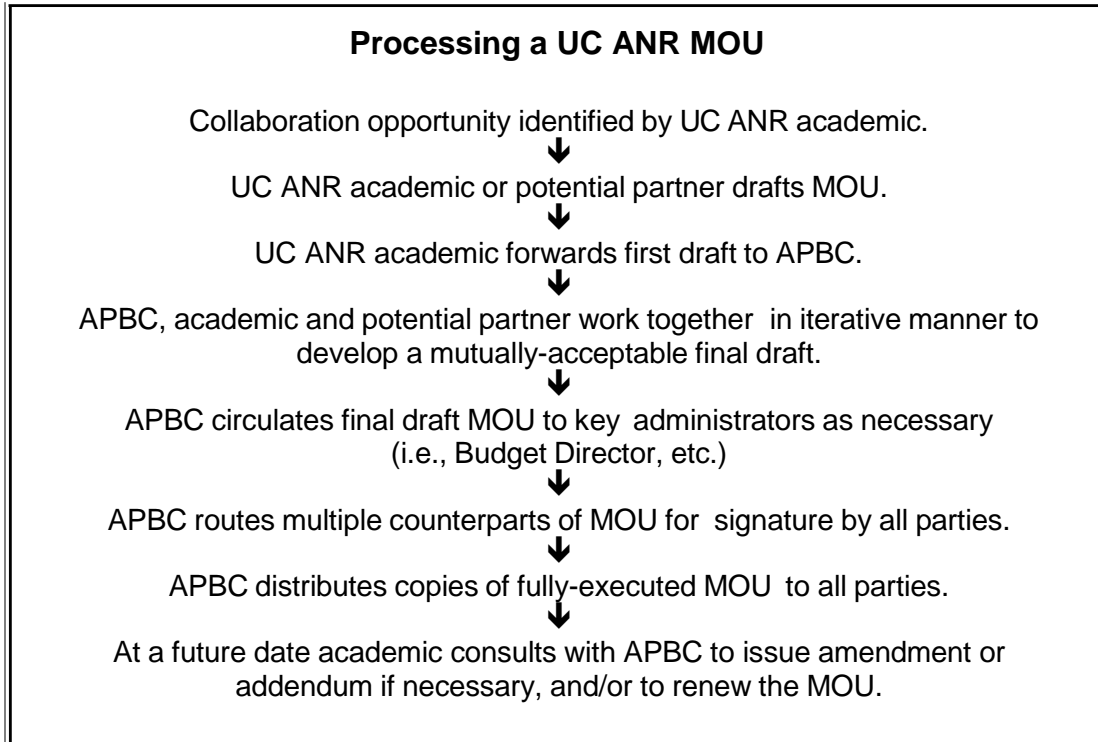 Processing a UC ANR MOU
Collaboration opportunity identified by UC ANR academic.
UC ANR academic or potential partner drafts MOU.
UC ANR academic forwards first draft to APBC.
APBC, academic and potential partner work together in iterative manner to
develop a mutually-acceptable final draft.
APBC circulates final draft MOU to key administrators as necessary
(i.e., Budget Director, etc.)
APBC routes multiple counterparts of MOU for signature by all parties.
APBC distributes copies of fully-executed MOU to all parties.
At a future date academic consults with APBC to issue amendment or
addendum if necessary, and/or to renew the MOU.